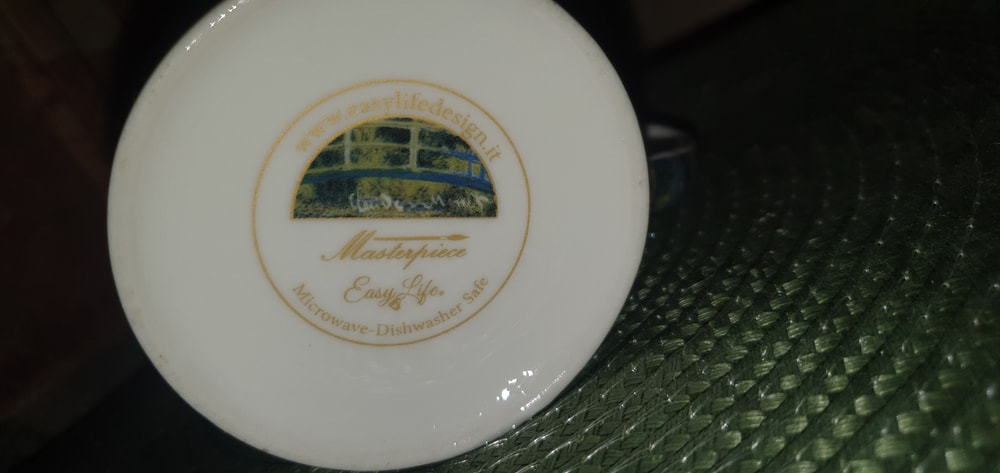 www.easylifedesign.it
Masterpiece
Easy Life
Microwave-Dishwasher Safe